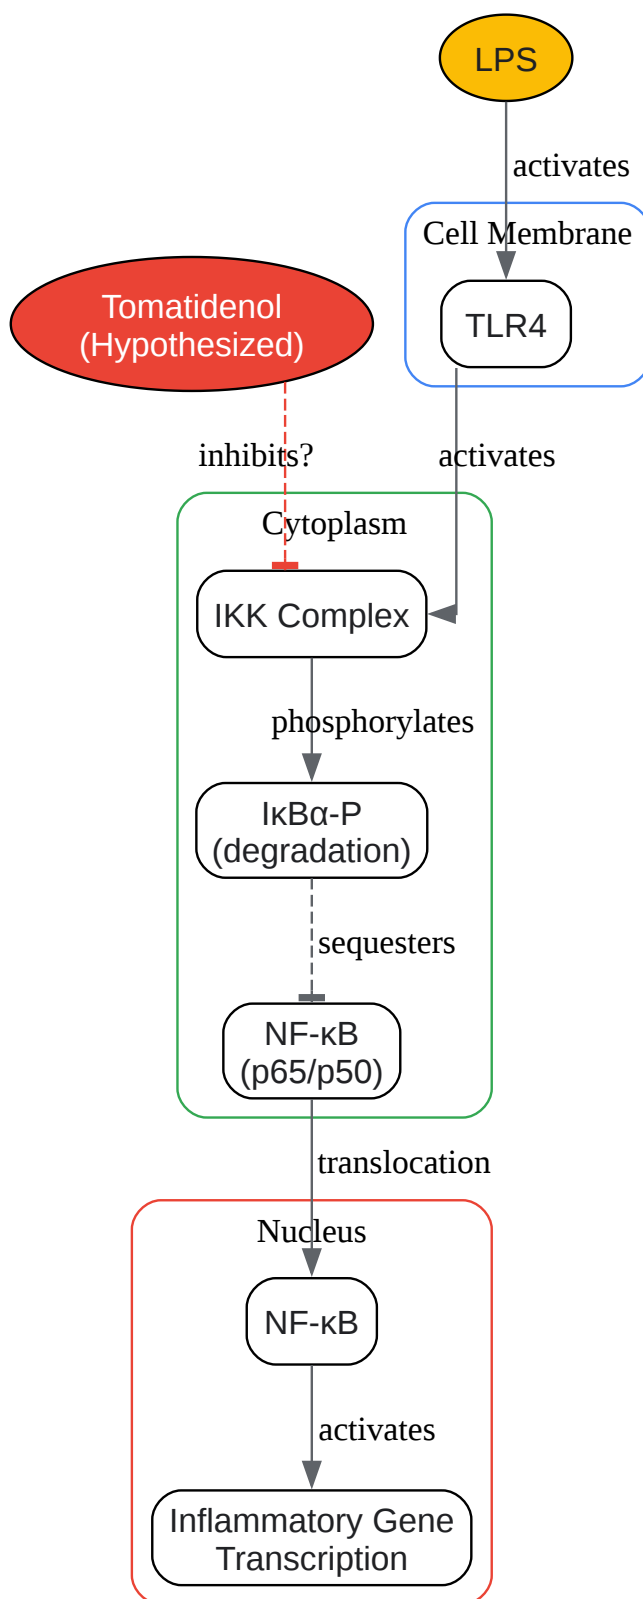 LPS
activates
Cell Membrane
Tomatidenol
(Hypothesized)
TLR4
inhibits?
activates
Cytoplasm
IKK Complex
phosphorylates
IκBα-P
(degradation)
sequesters
NF-κB
(p65/p50)
translocation
Nucleus
NF-κB
activates
Inflammatory Gene
Transcription